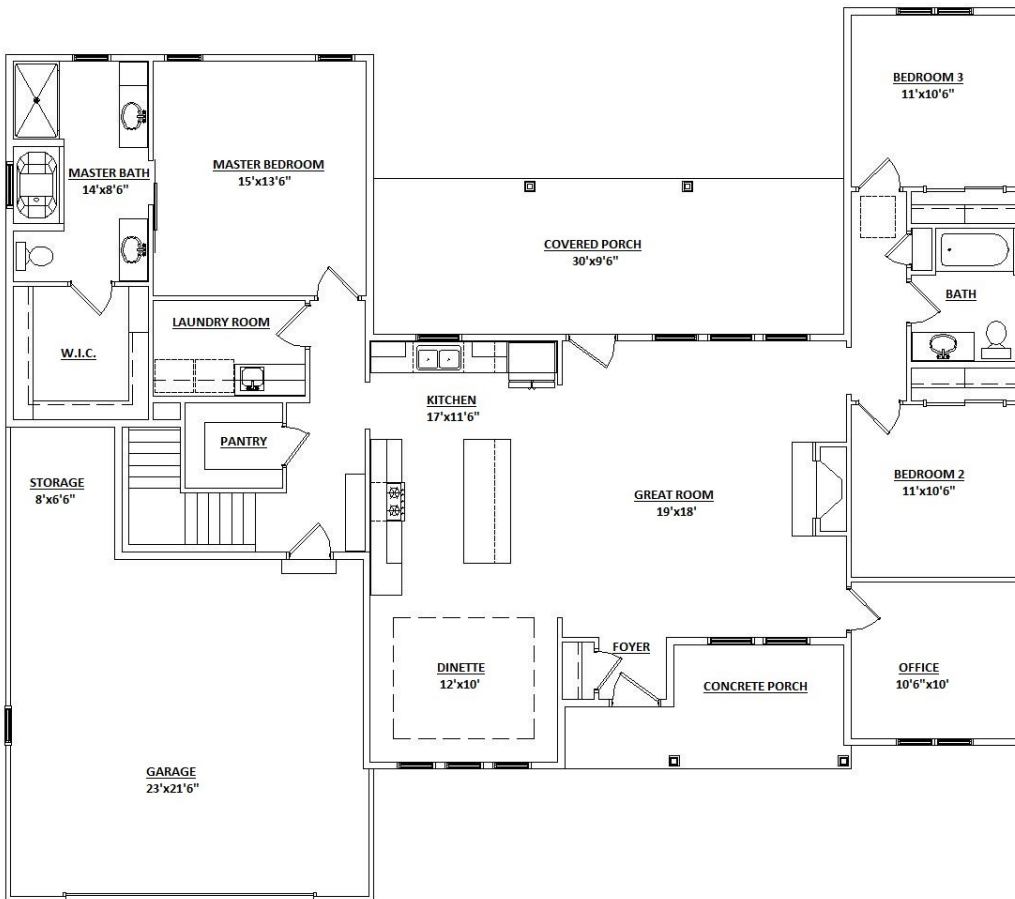 BEDROOM 3
11'x10'6"
MASTER BEDROOM
15'x13'6"
MASTER BATH
14'x8'6"
COVERED PORCH
30'x9'6"
BATH
LAUNDRY ROOM
W.I.C.
KITCHEN
17'x11'6"
PANTRY
STORAGE
8'x6'6"
GREAT ROOM
19'x18'
BEDROOM 2
11'x10'6"
FOYER
DINETTE
12'x10'
OFFICE
10'6"x10'
CONCRETE PORCH
GARAGE
23'x21'6"